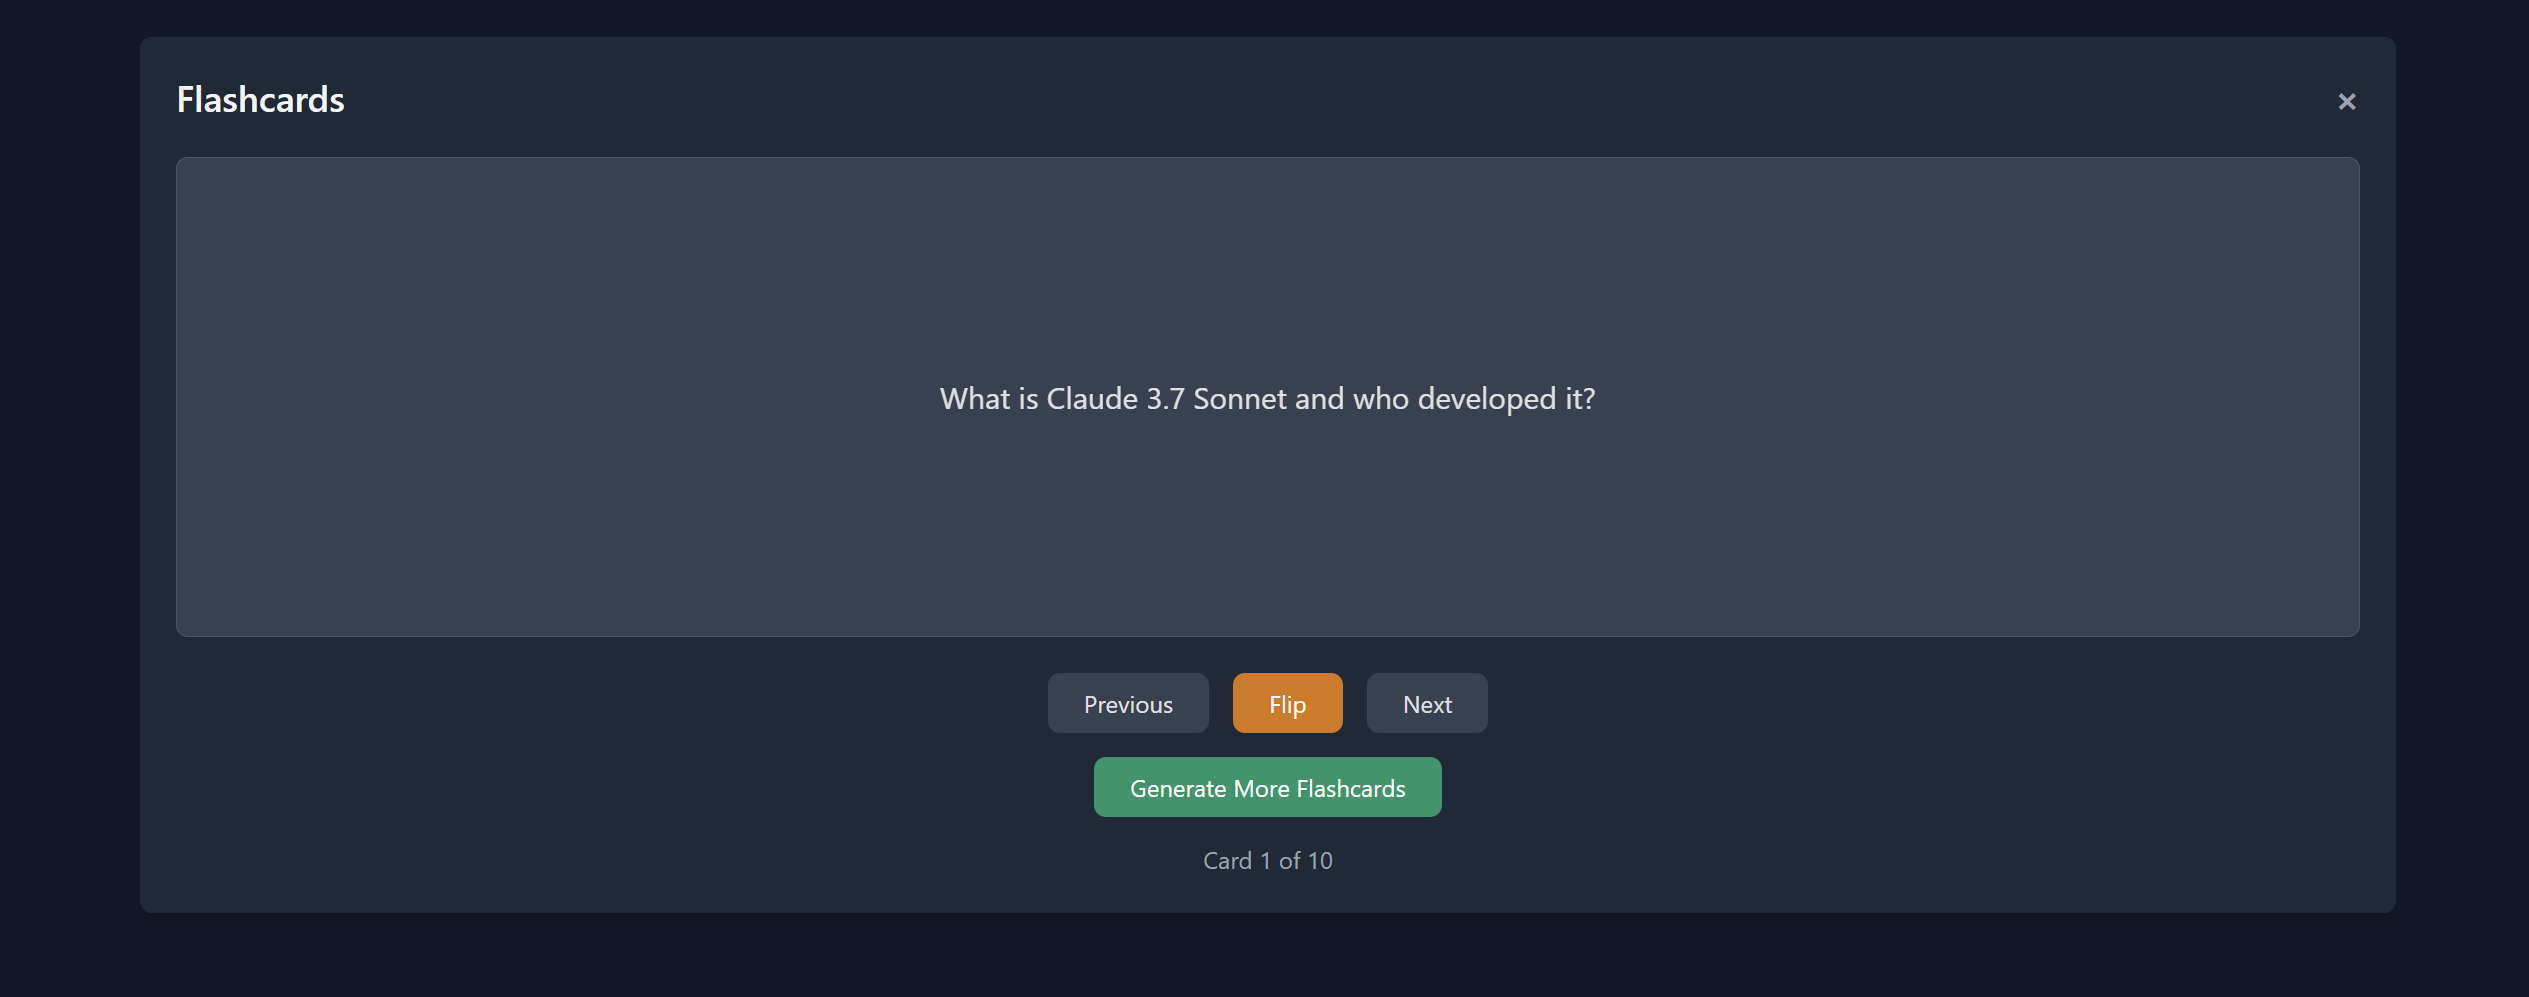 Flashcards
×
What is Claude 3.7 Sonnet and who developed it?
Previous
Flip
Next
Generate More Flashcards
Card 1 of 10